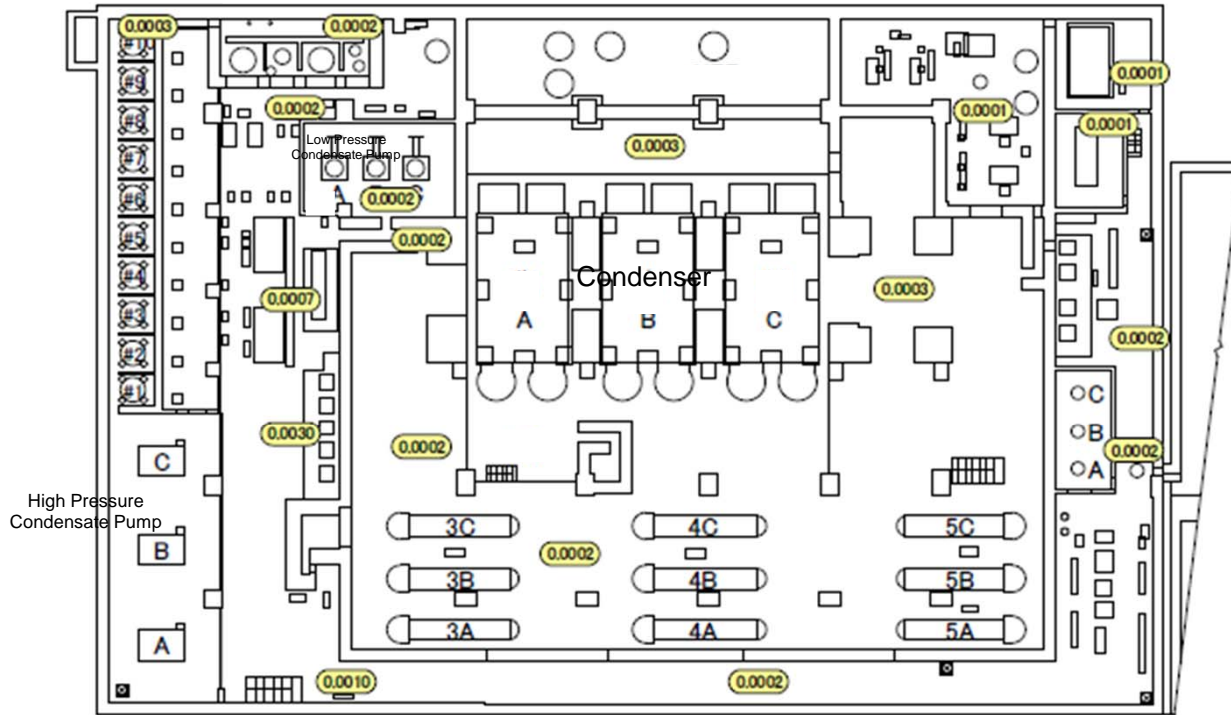 0.0003
0.0002
#9
#8
#7
#6
#5
#4
#3
#2
#1
0.0001
0.0002
0.0001
0.0001
Low Pressure
Condensate Pump
0.0003
A
0.0002
0.0002
Condenser
A
B
C
0.0003
0.0007
0.0002
0.0030
0.0002
C
B
A
0.0002
C
High Pressure
Condensate Pump
B
A
3C
4C
5C
0.0002
3B
4B
5B
3A
4A
5A
0.0010
0.0002